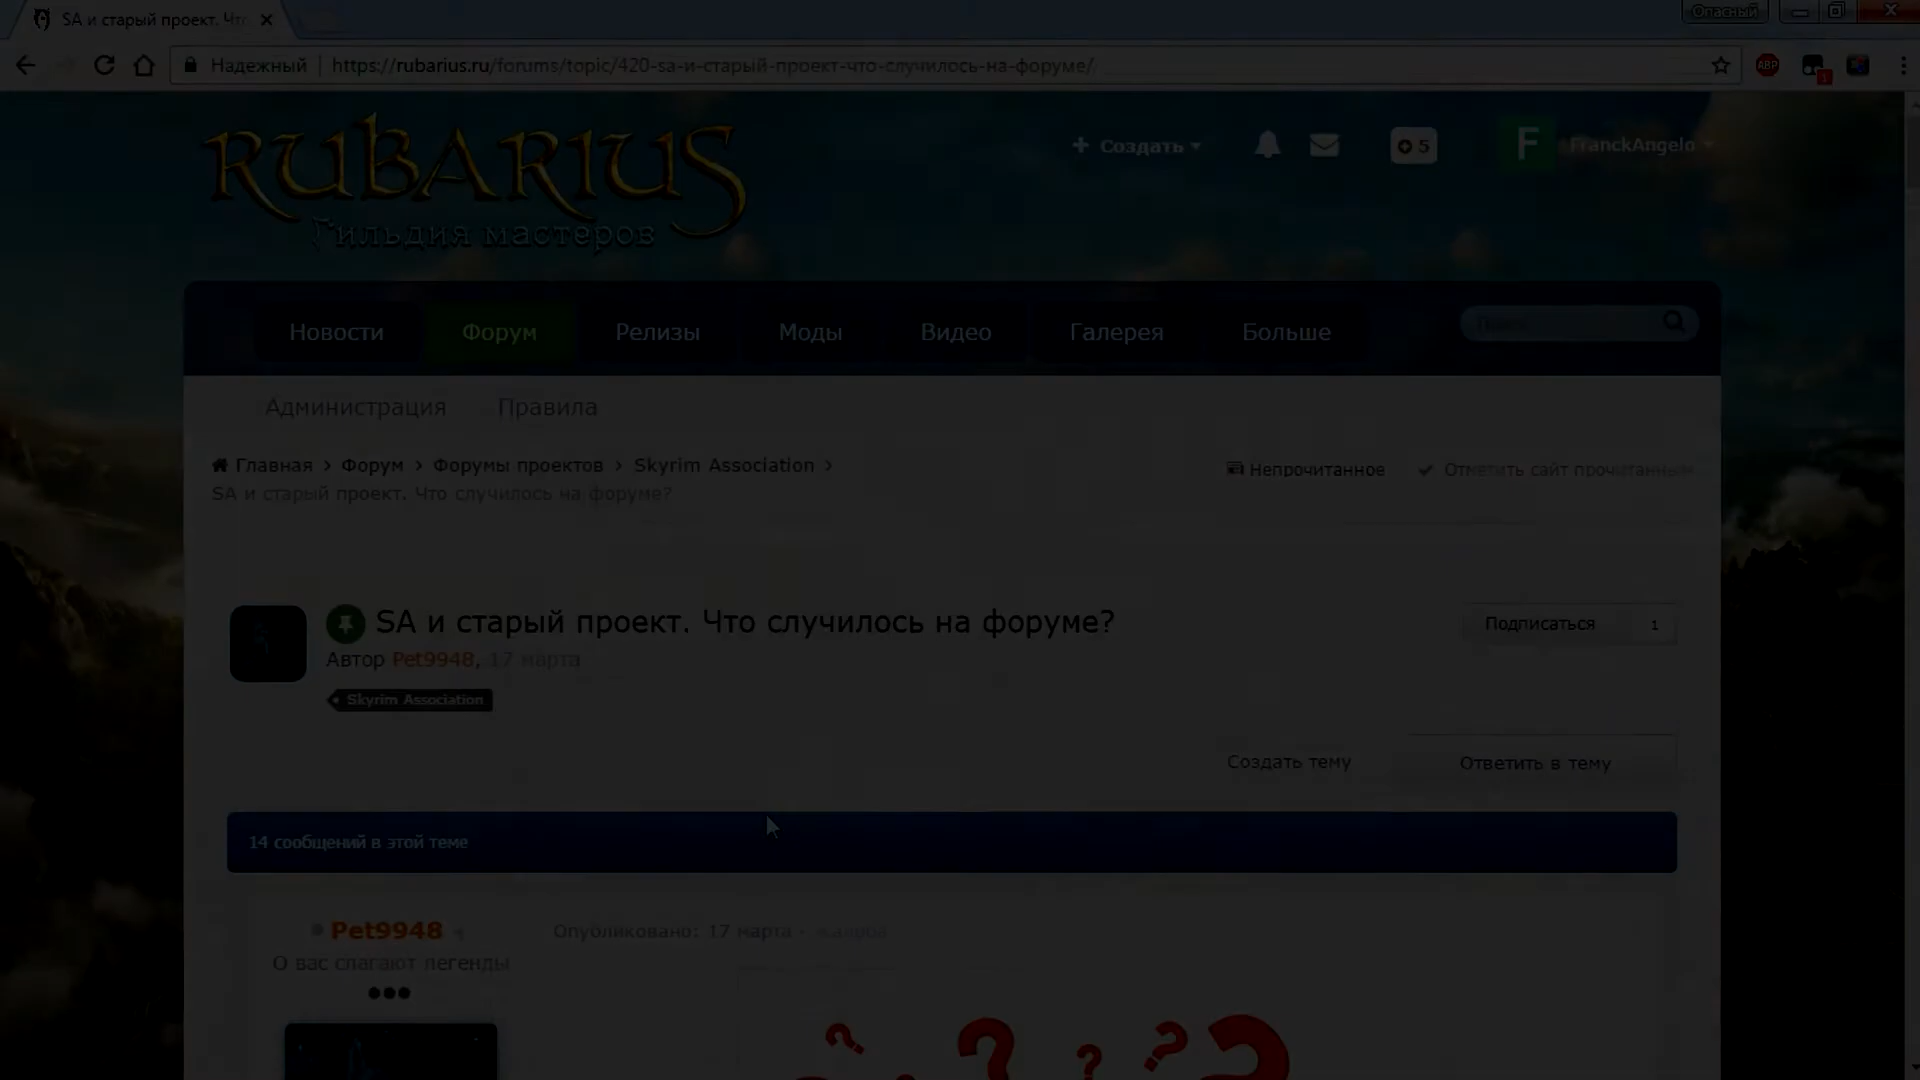 SA и старый проект. Что
Опасный
Надежный
https://rubarius.ru/forums/topic/420-sa-и-старый-проект-что-случилось-на-форуме/
ABP
1
RUBARIUS
Гильдия мастеров
Создать
5
F
FranckAngelo
Новости
Форум
Релизы
Моды
Видео
Галерея
Больше
Администрация
Правила
Главная > Форум > Форумы проектов > Skyrim Association >
Непрочитанное
Отметить сайт прочитанным
SA и старый проект. Что случилось на форуме?
SA и старый проект. Что случилось на форуме?
Подписаться
1
Автор Pet9948, 17 марта
Skyrim Association
Создать тему
Ответить в тему
14 сообщений в этой теме
Pet9948
Опубликовано: 17 марта · жалоба
О вас слагают легенды
? ? ? ? ?